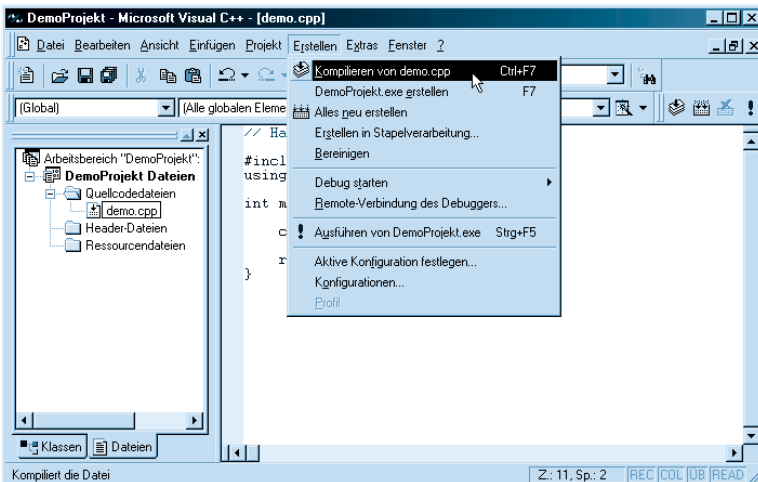 DemoProjekt - Microsoft Visual C++ - [demo.cpp]
Datei Bearbeiten Ansicht Einfügen Projekt Erstellen Extras Fenster ?
(Global)
(Alle globalen Eleme
Kompilieren von demo.cpp Ctrl+F7
DemoProjekt.exe erstellen F7
Alles neu erstellen
Erstellen in Stapelverarbeitung...
Bereinigen
Debug starten
Remote-Verbindung des Debuggers...
Ausführen von DemoProjekt.exe Strg+F5
Aktive Konfiguration festlegen...
Konfigurationen...
Profil
Arbeitsbereich "DemoProjekt":
DemoProjekt Dateien
Quellcodedateien
demo.cpp
Header-Dateien
Ressourcendateien
// Ha
#incl
using
int m
c
r
}
Klassen Dateien
Kompiliert die Datei
Z.: 11, Sp.: 2 REC COL ÜB READ